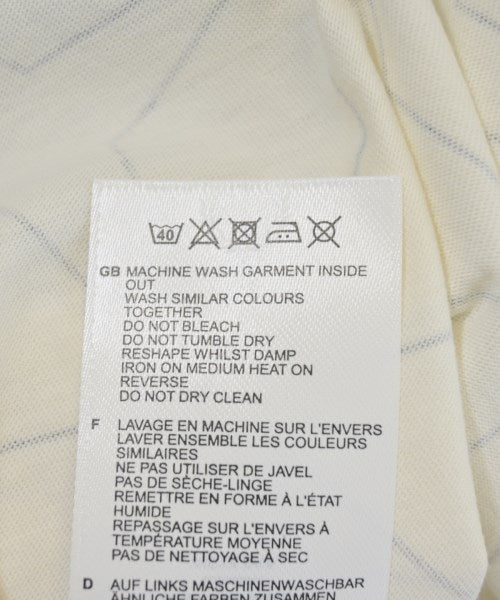 40
GB MACHINE WASH GARMENT INSIDE
OUT
WASH SIMILAR COLOURS
TOGETHER
DO NOT BLEACH
DO NOT TUMBLE DRY
RESHAPE WHILST DAMP
IRON ON MEDIUM HEAT ON
REVERSE
DO NOT DRY CLEAN
F LAVAGE EN MACHINE SUR L'ENVERS
LAVER ENSEMBLE LES COULEURS
SIMILAIRES
NE PAS UTILISER DE JAVEL
PAS DE SÈCHE-LINGE
REMETTRE EN FORME À L'ÉTAT
HUMIDE
REPASSAGE SUR L'ENVERS À
TEMPÉRATURE MOYENNE
PAS DE NETTOYAGE À SEC
D AUF LINKS MASCHINENWASCHBAR
ÄHNLICHE FARBEN ZUSAMMEN